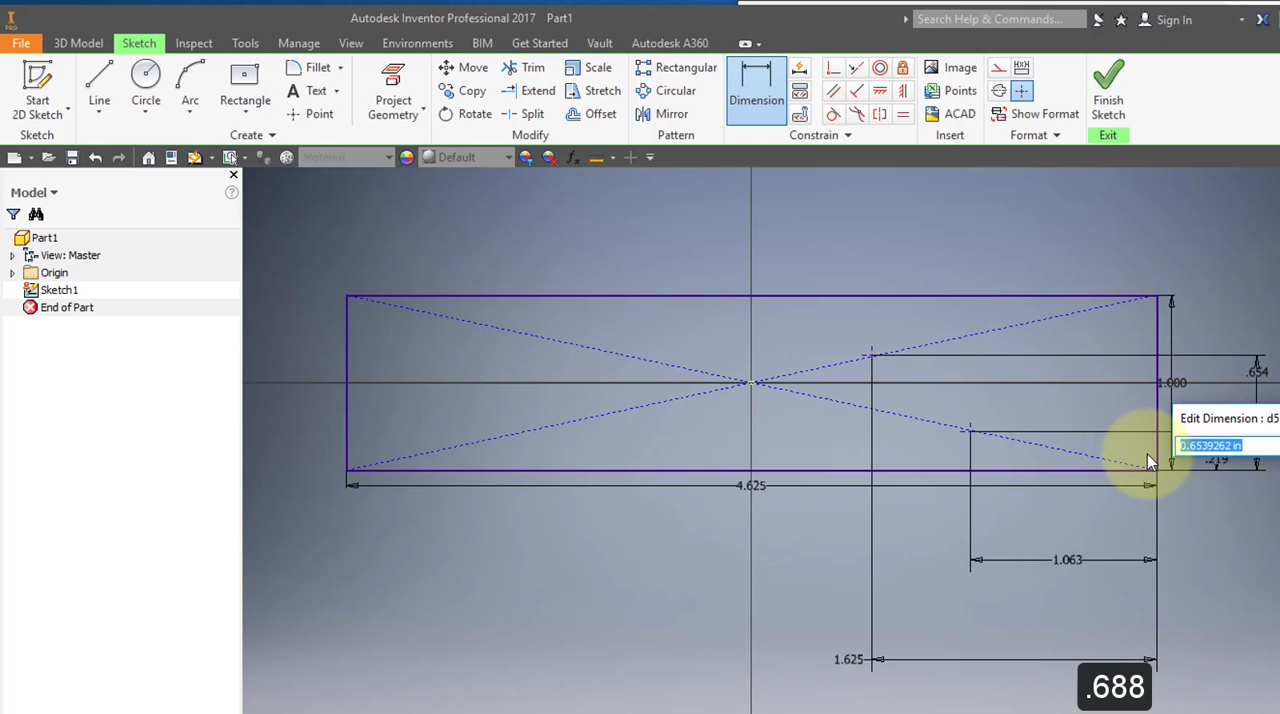 Autodesk Inventor Professional 2017 Part1
Search Help & Commands...
Sign In
PRO
File 3D Model Sketch Inspect Tools Manage View Environments BIM Get Started Vault Autodesk A360
Start
2D Sketch
Line
Circle
Arc
Rectangle
Fillet
A Text
Point
Project
Geometry
Move
Copy
Rotate
Trim
Extend
Split
Scale
Stretch
Offset
Rectangular
Circular
Mirror
Dimension
Image
Points
ACAD
Show Format
Finish
Sketch
Sketch
Create
Modify
Pattern
Constrain
Insert
Format
Exit
Material
Default
fx
Model
Part1
View: Master
Origin
Sketch1
End of Part
.654
1.000
Edit Dimension : d5
0.6539262 in
.219
4.625
1.063
1.625
.688